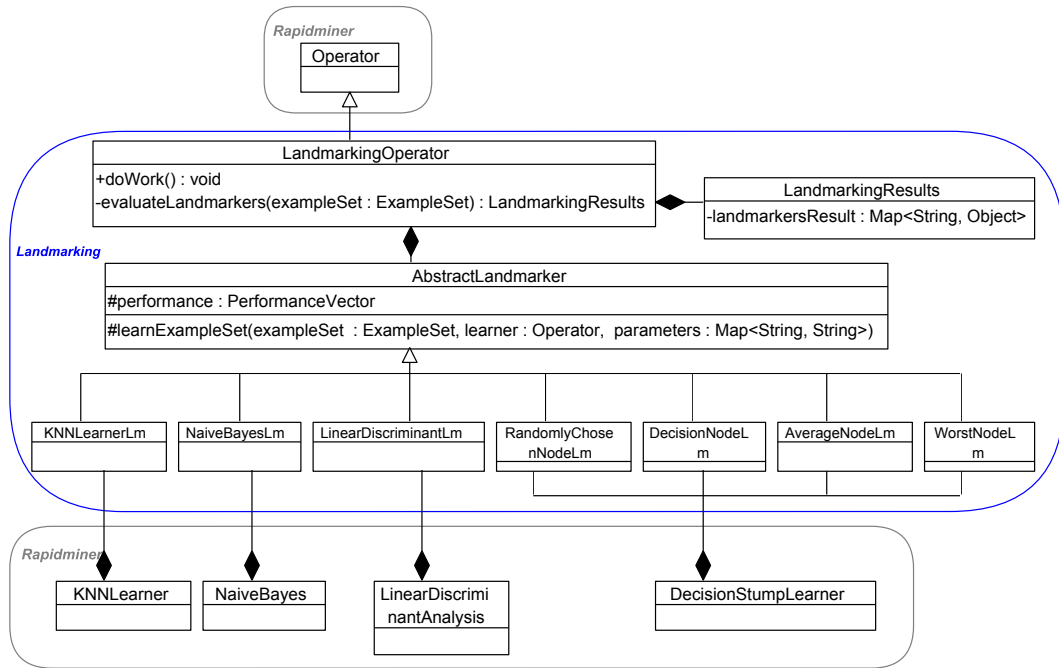 Rapidminer
Operator
LandmarkingOperator
+doWork() : void
-evaluateLandmarkers(exampleSet : ExampleSet) : LandmarkingResults
LandmarkingResults
-landmarkersResult : Map<String, Object>
Landmarking
AbstractLandmarker
#performance : PerformanceVector
#learnExampleSet(exampleSet : ExampleSet, learner : Operator, parameters : Map<String, String>)
KNNLearnerLm
NaiveBayesLm
LinearDiscriminantLm
RandomlyChose
nNodeLm
DecisionNodeL
m
AverageNodeLm
WorstNodeL
m
Rapidminer
KNNLearner
NaiveBayes
LinearDiscrimi
nantAnalysis
DecisionStumpLearner